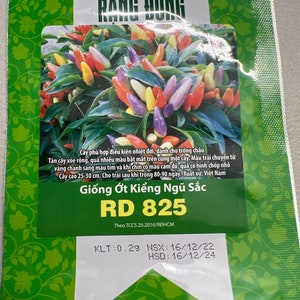 RẠNG ĐÔNG
Cây phù hợp điều kiện nhiệt đới, dành cho trồng chậu
Tán cây xòe rộng, quả nhiều màu bắt mắt trên cùng một cây. Màu trái chuyển từ
vàng chanh sang màu tím và khi chín có màu cam đỏ, quả có hình chóp nhỏ
Cây cao 25-30 cm. Cho trái sau khi trồng 80-90 ngày. Xuất xứ: Việt Nam
Giống Ớt Kiểng Ngũ Sắc
RD 825
Theo TCCS 25:2016/RĐHCM
KLT:0.2g NSX:16/12/22
HSD:16/12/24